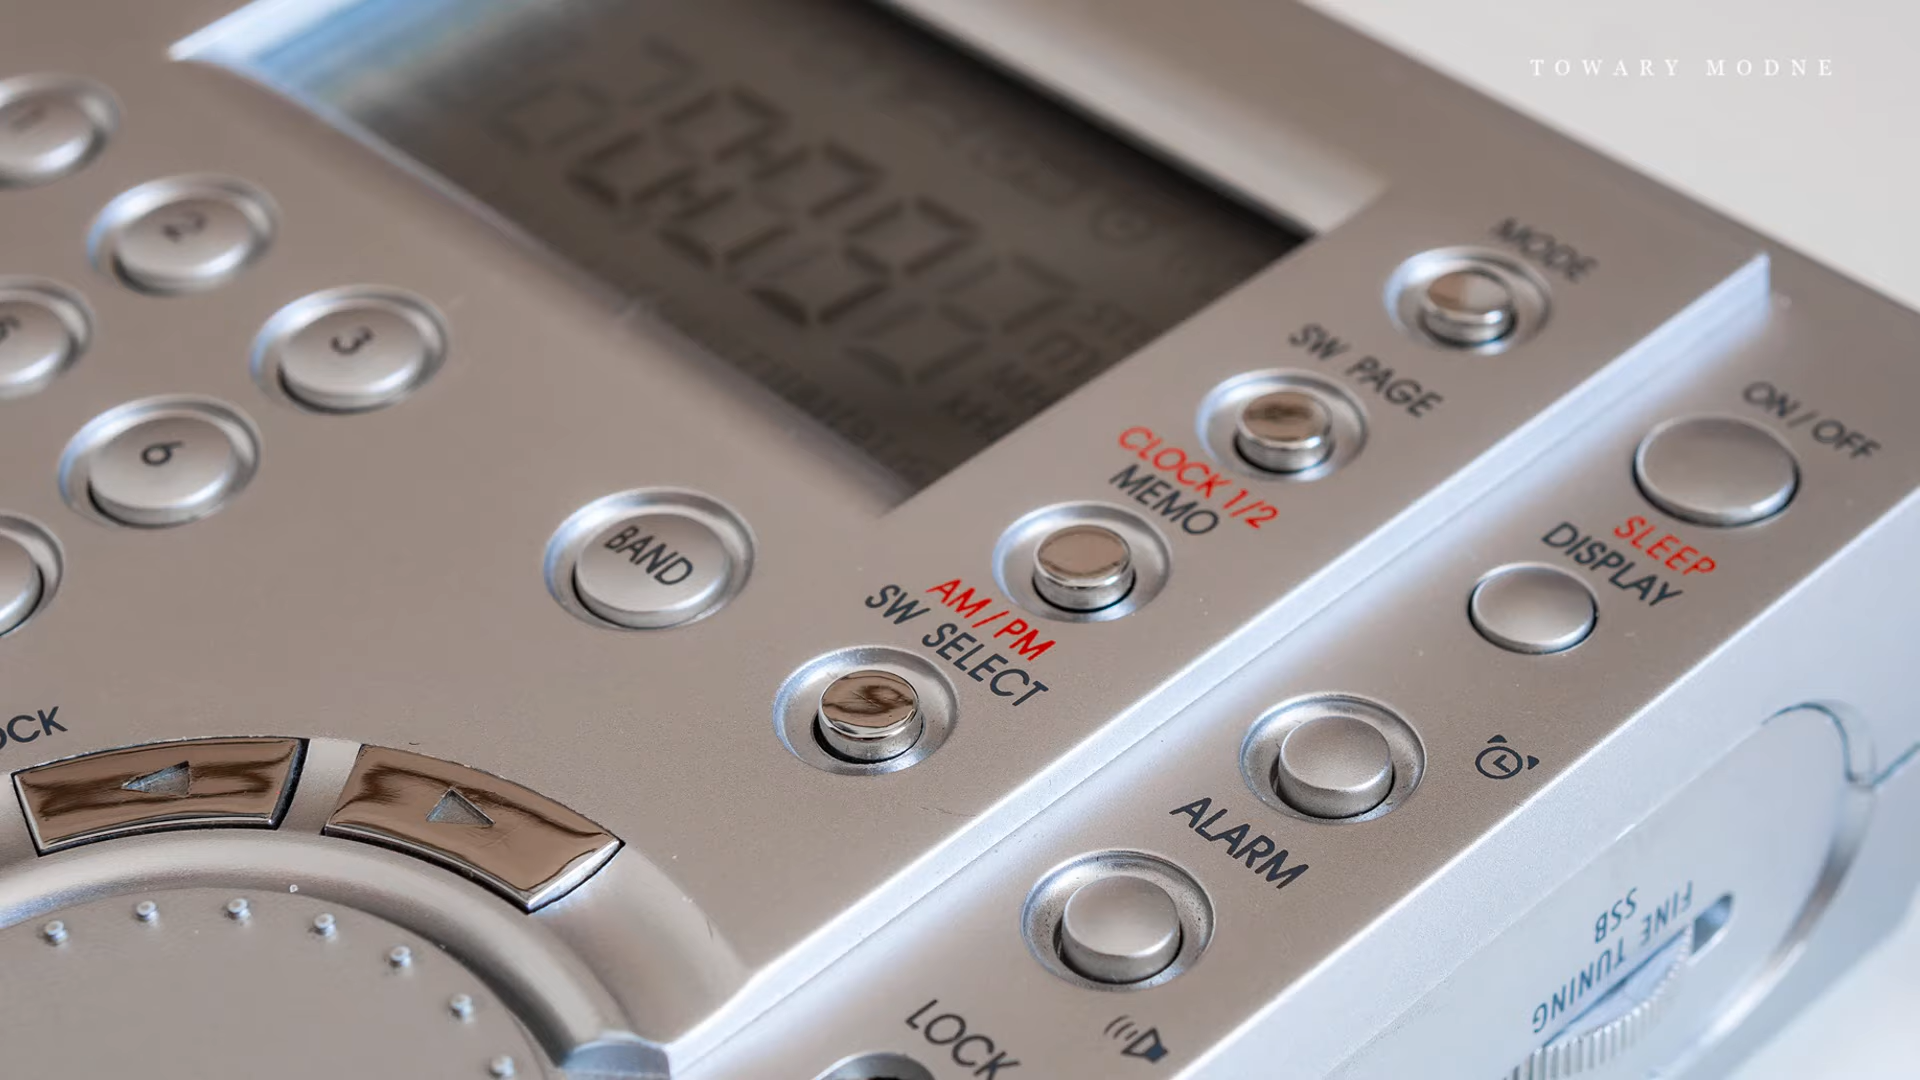 TOWARY MODNE
MODE
SW PAGE
ON / OFF
2
3
CLOCK 1/2
MEMO
SLEEP
DISPLAY
6
BAND
AM / PM
SW SELECT
ALARM
FINE TUNING
SSB
LOCK